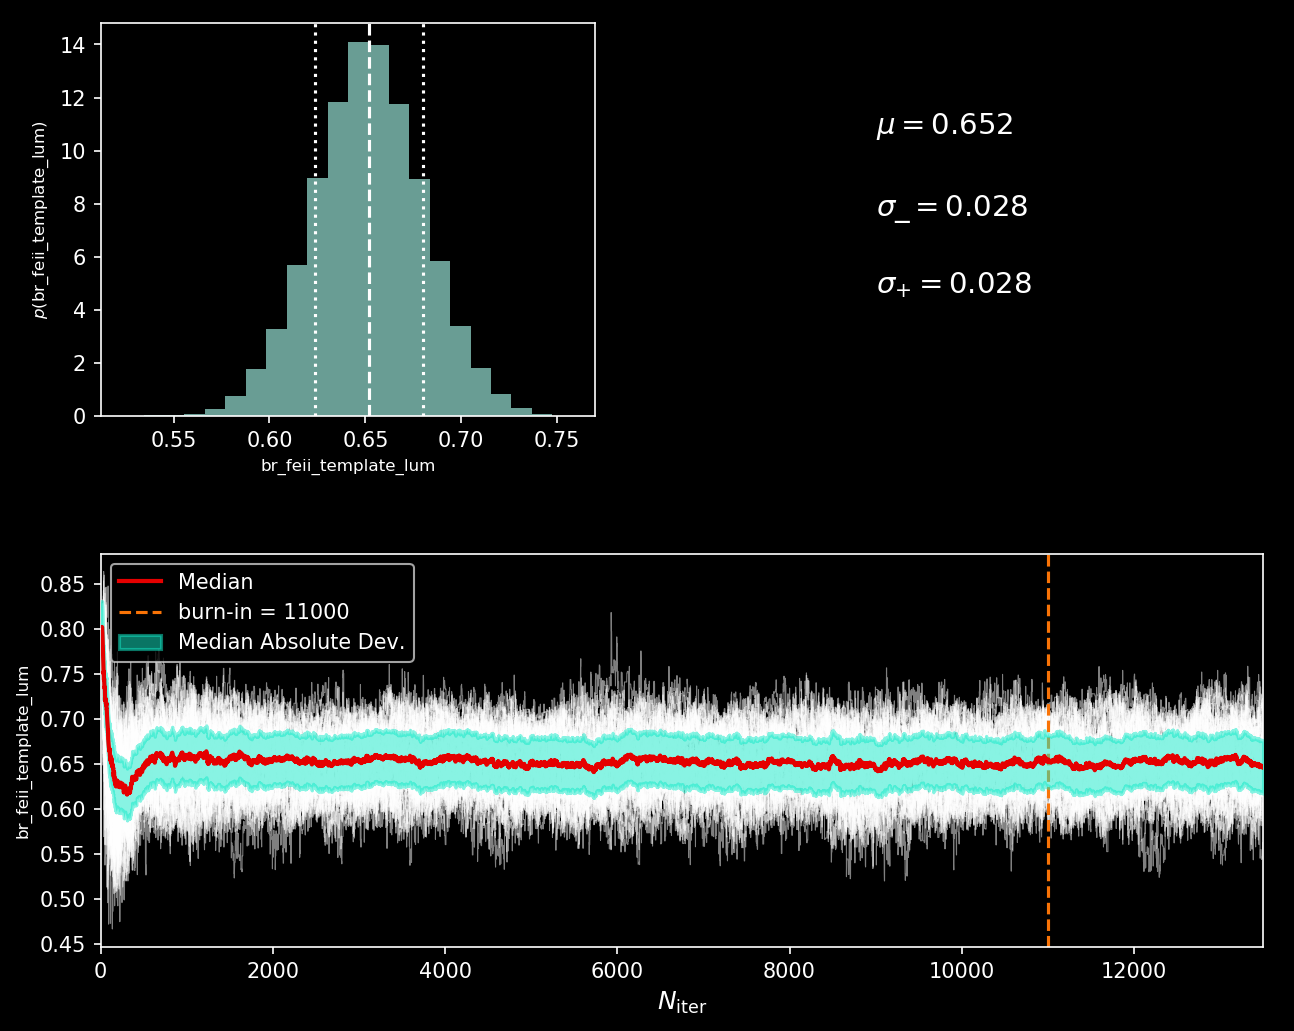 14
12
10
8
6
4
2
0
p(br_feii_template_lum)
0.55 0.60 0.65 0.70 0.75
br_feii_template_lum
μ = 0.652
σ_ = 0.028
σ+ = 0.028
0.85
0.80
0.75
0.70
0.65
0.60
0.55
0.50
0.45
br_feii_template_lum
Median
burn-in = 11000
Median Absolute Dev.
0 2000 4000 6000 8000 10000 12000
Niter